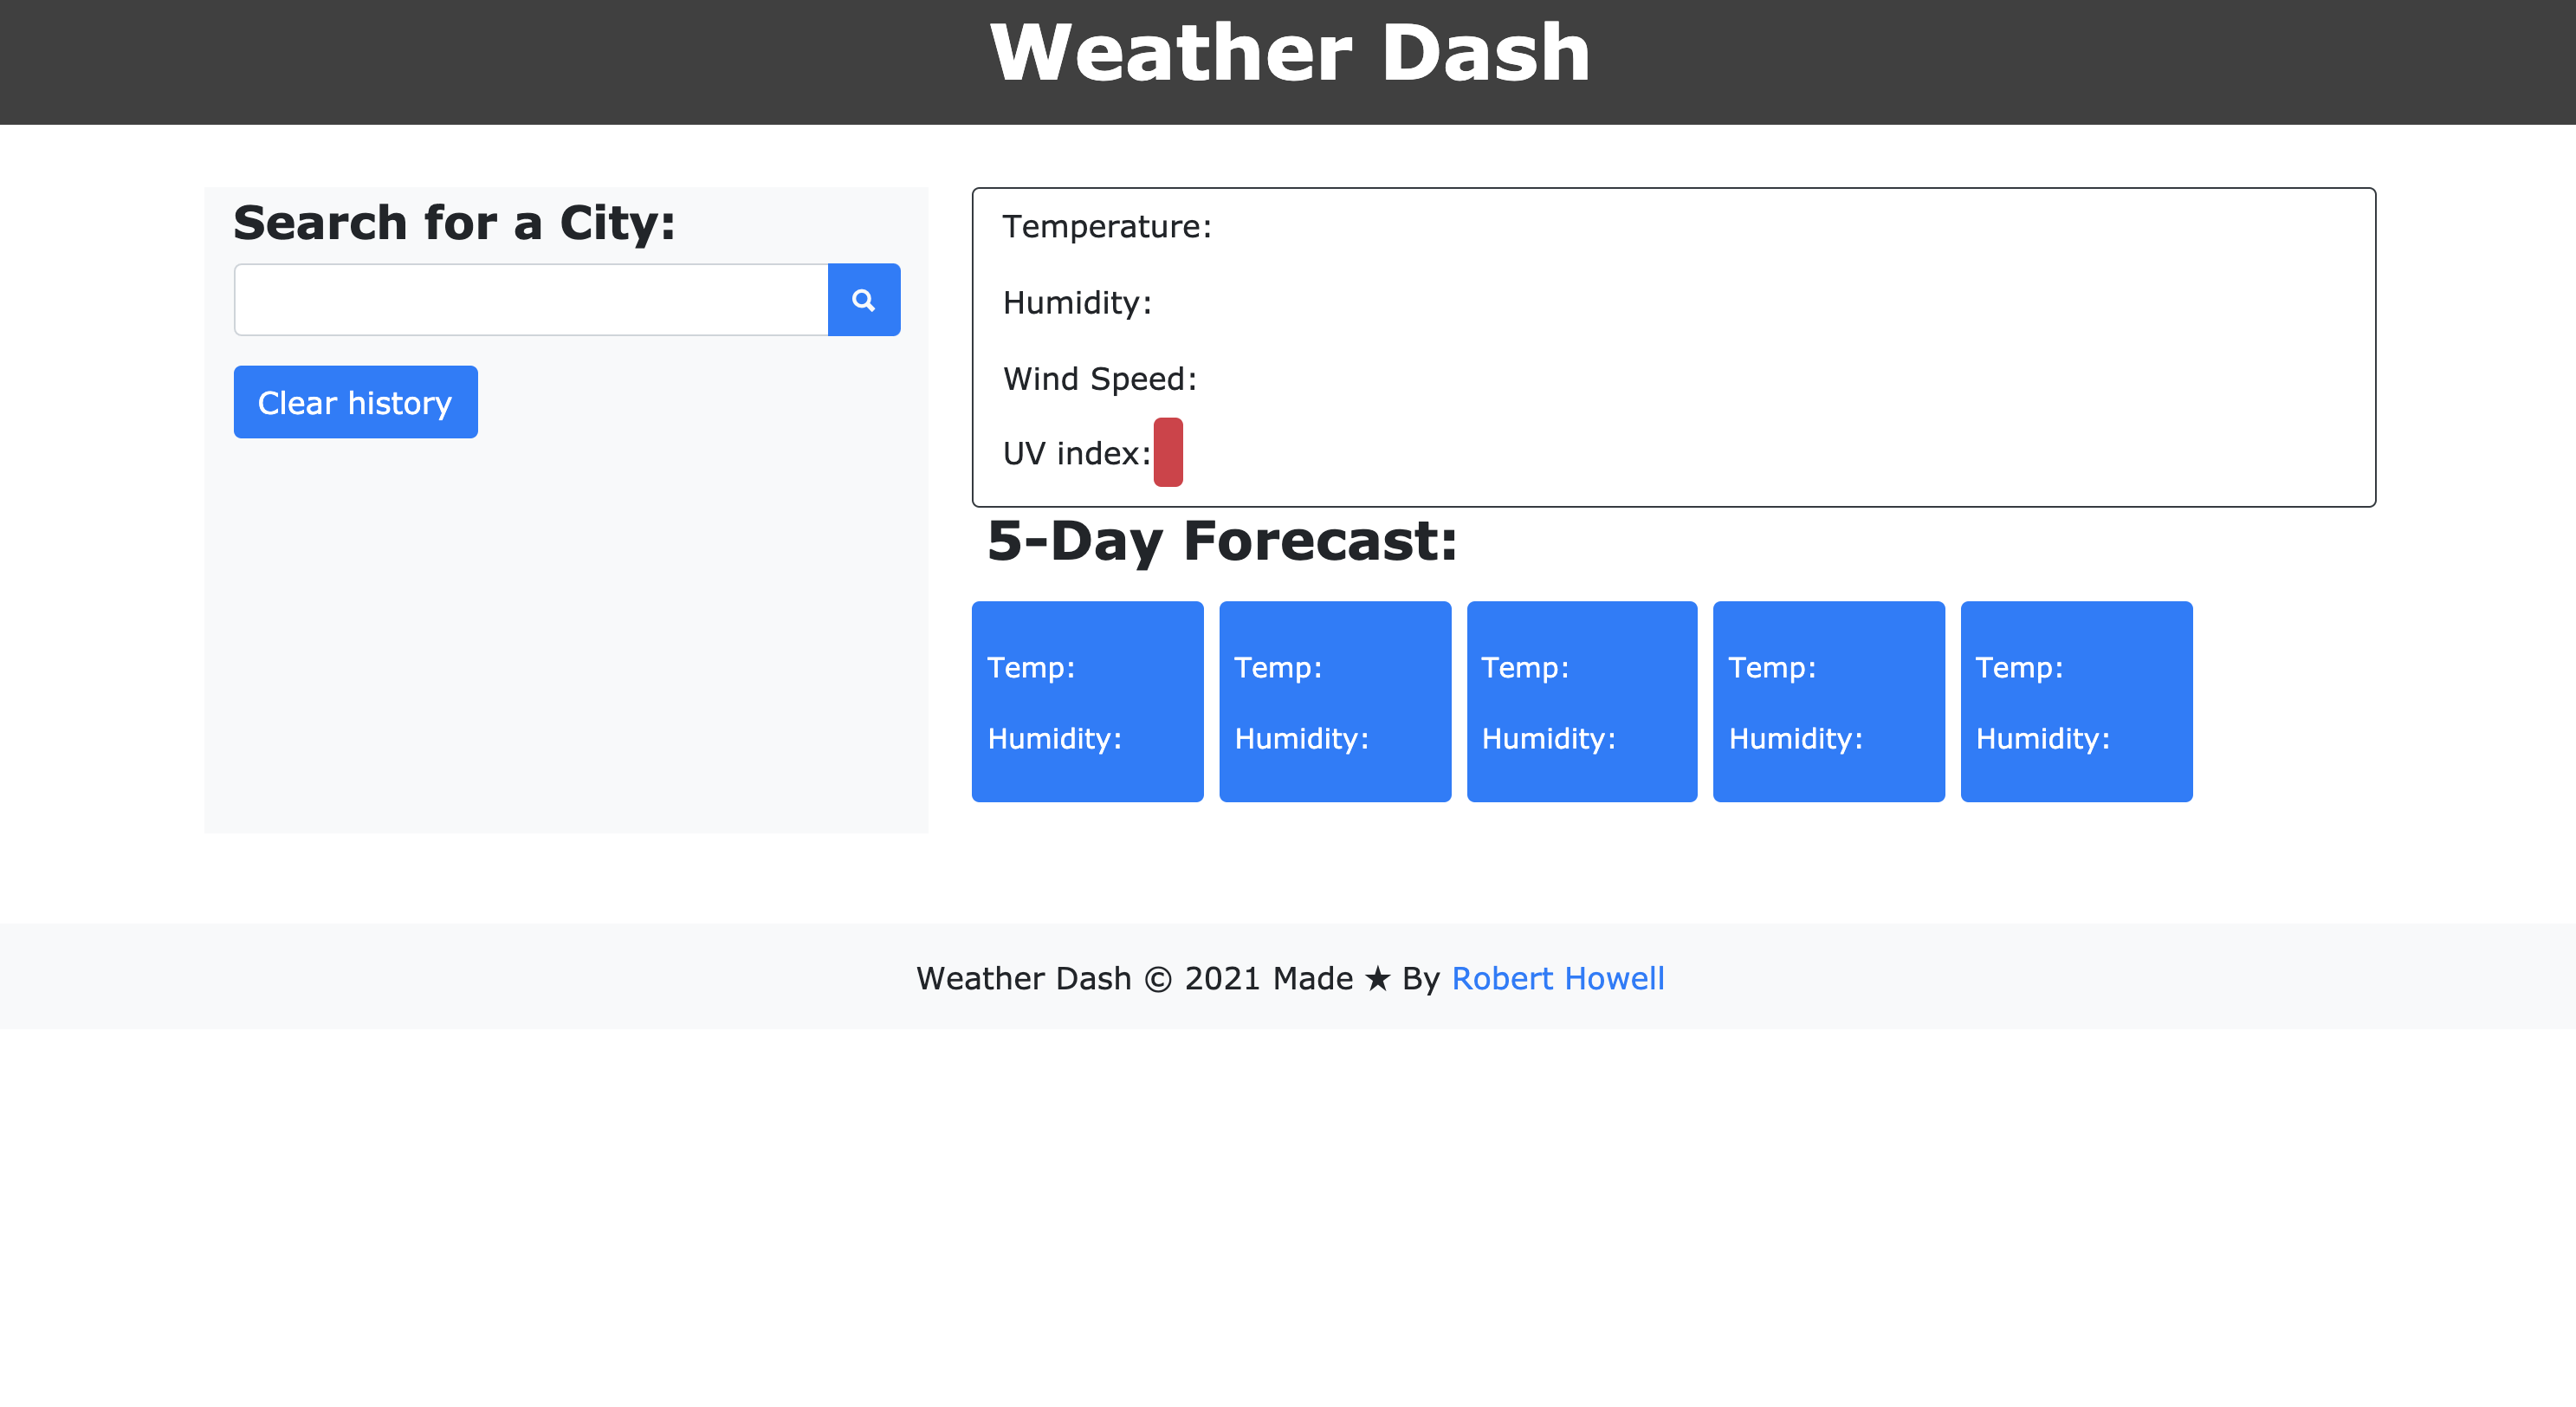 Weather Dash
Search for a City:
Clear history
Temperature:
Humidity:
Wind Speed:
UV index:
5-Day Forecast:
Temp:
Humidity:
Temp:
Humidity:
Temp:
Humidity:
Temp:
Humidity:
Temp:
Humidity:
Weather Dash © 2021 Made ★ By Robert Howell